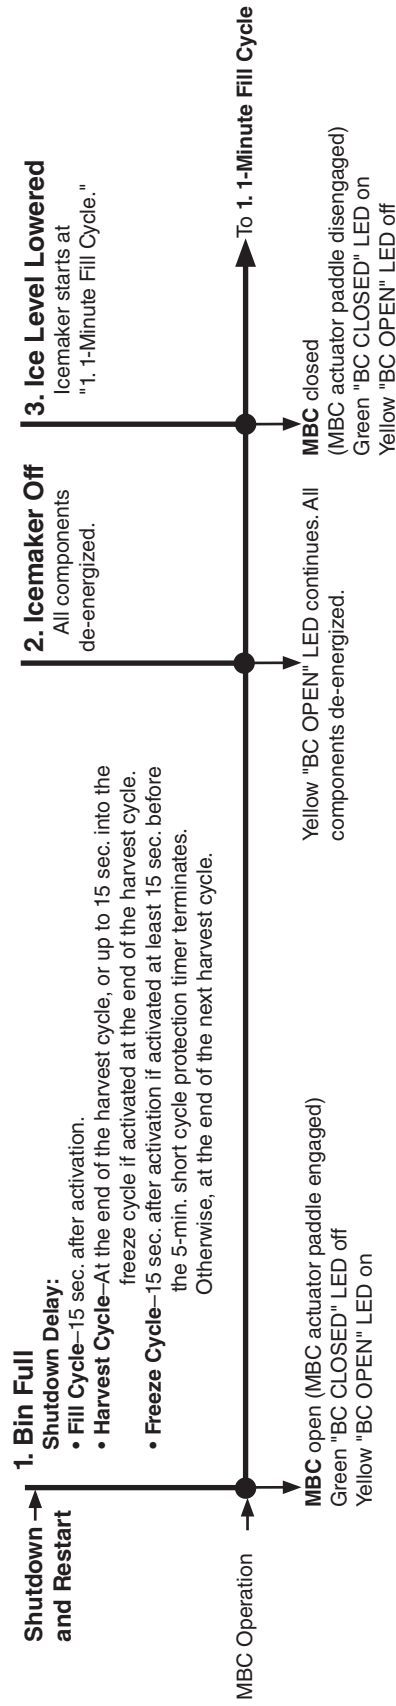 Shutdown
and Restart
1. Bin Full
Shutdown Delay:
• Fill Cycle–15 sec. after activation.
• Harvest Cycle–At the end of the harvest cycle, or up to 15 sec. into the
freeze cycle if activated at the end of the harvest cycle.
• Freeze Cycle–15 sec. after activation if activated at least 15 sec. before
the 5-min. short cycle protection timer terminates.
Otherwise, at the end of the next harvest cycle.
2. Icemaker Off
All components
de-energized.
3. Ice Level Lowered
Icemaker starts at
"1. 1-Minute Fill Cycle."
MBC Operation
To 1. 1-Minute Fill Cycle
MBC open (MBC actuator paddle engaged)
Green "BC CLOSED" LED off
Yellow "BC OPEN" LED on
Yellow "BC OPEN" LED continues. All
components de-energized.
MBC closed
(MBC actuator paddle disengaged)
Green "BC CLOSED" LED on
Yellow "BC OPEN" LED off